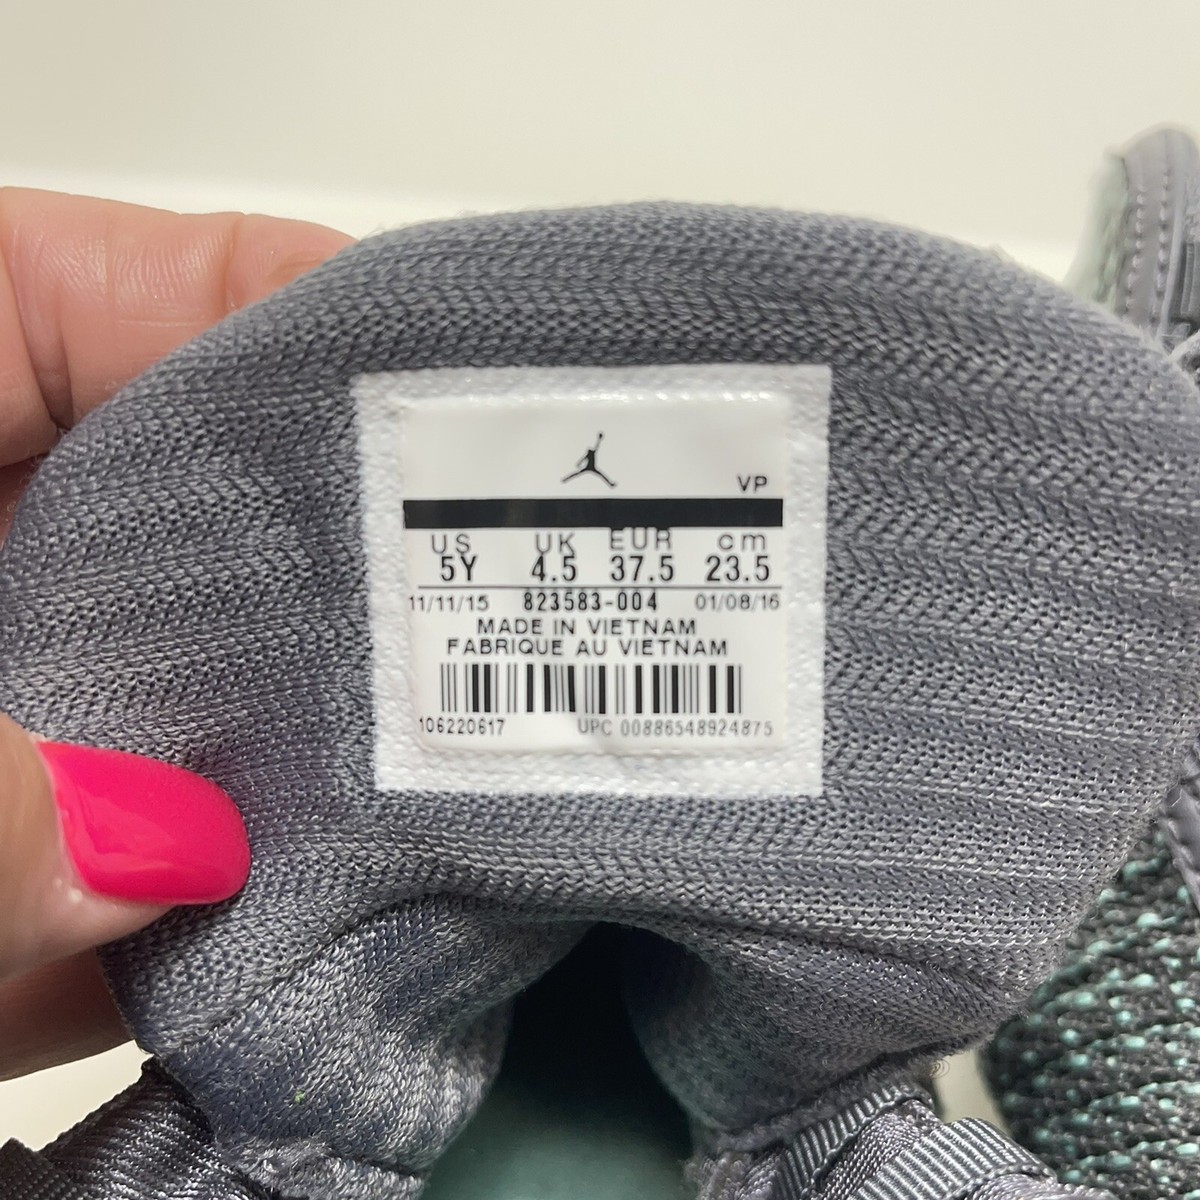 VP
US UK EUR cm
5Y 4.5 37.5 23.5
11/11/15 823583-004 01/08/16
MADE IN VIETNAM
FABRIQUE AU VIETNAM
106220617 UPC 00886548924875